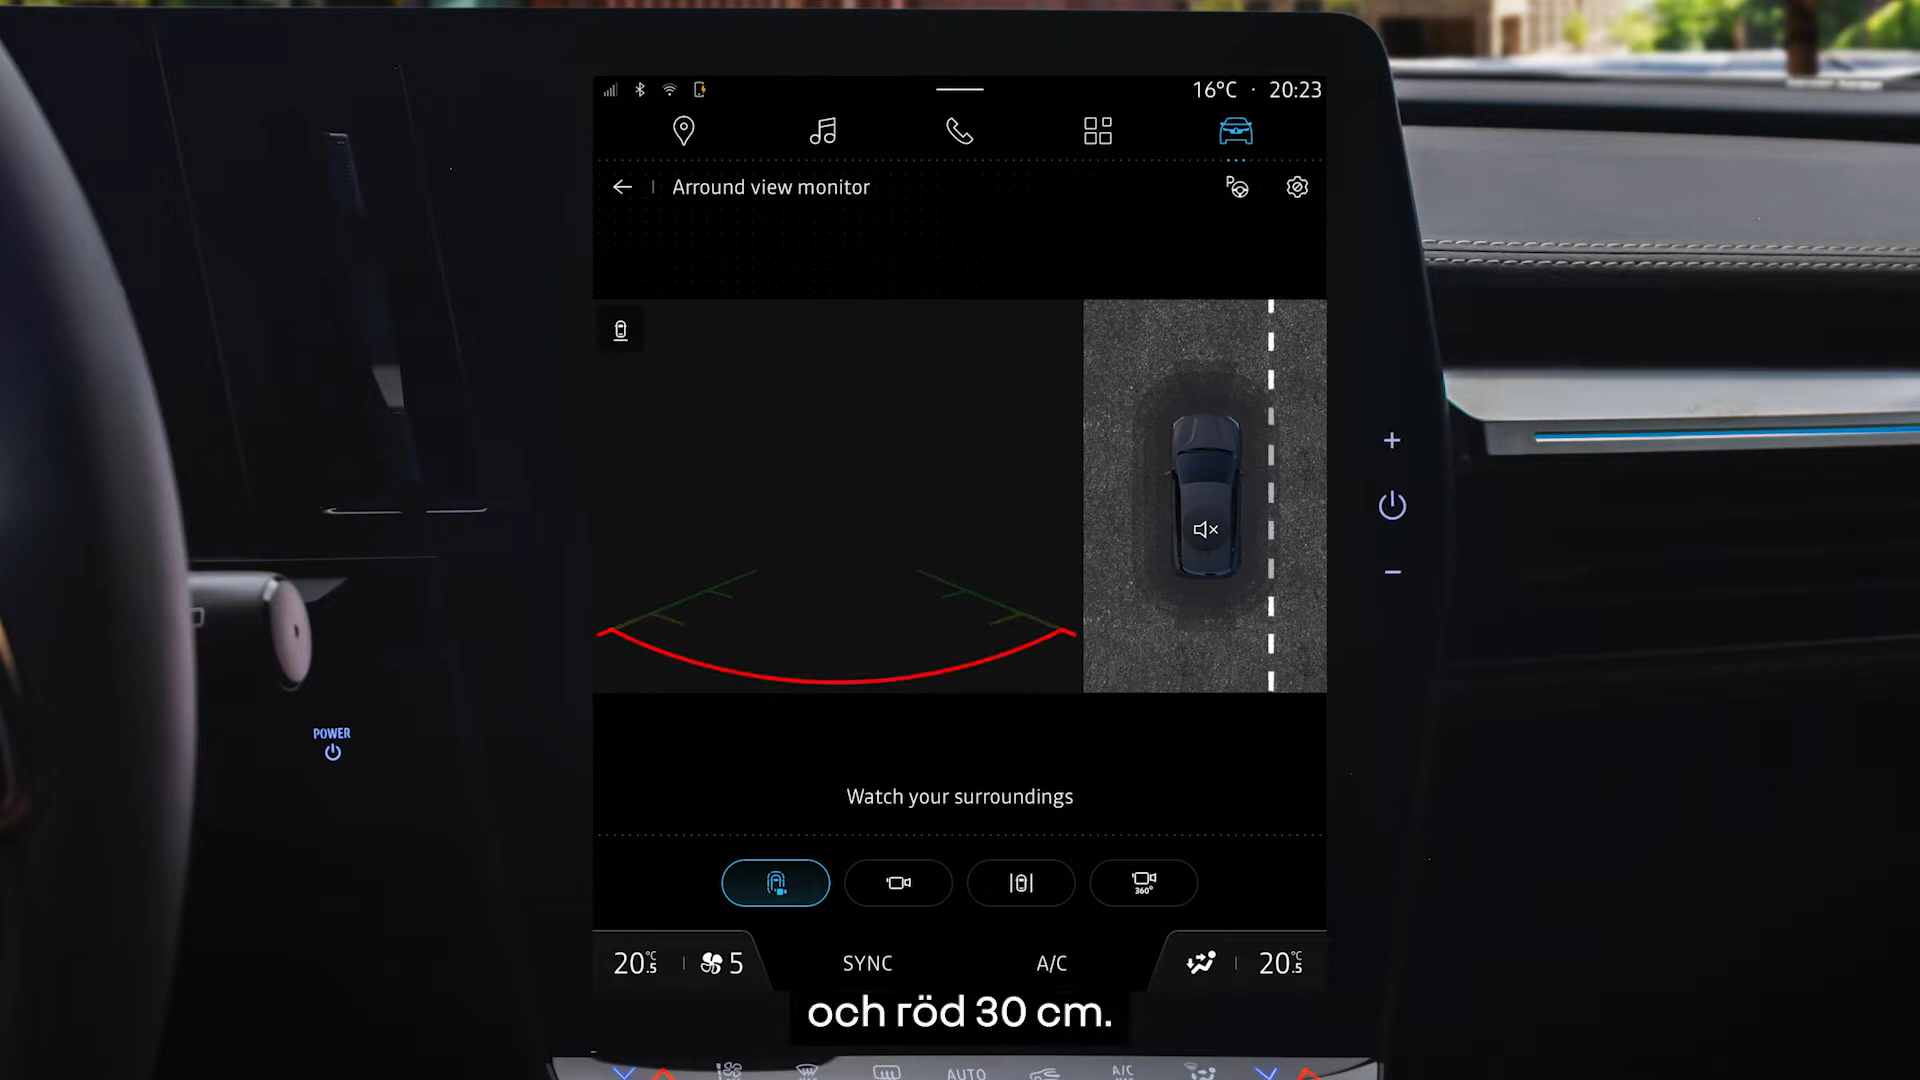 16°C · 20:23
Arround view monitor
P
POWER
Watch your surroundings
360°
20.5°C
5
SYNC
A/C
20.5°C
och röd 30 cm.
AUTO
A/C